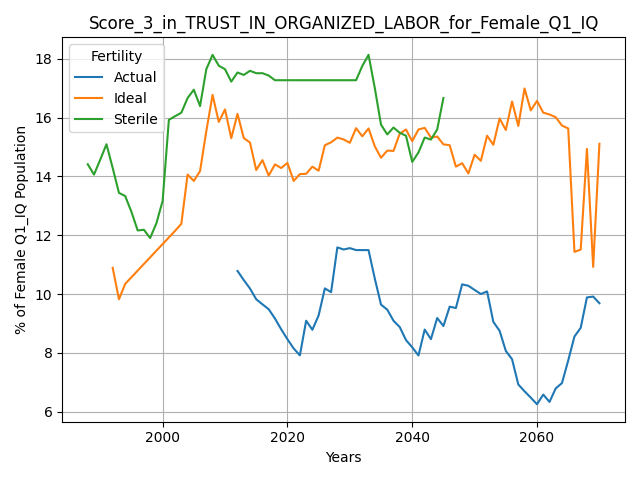 Score_3_in_TRUST_IN_ORGANIZED_LABOR_for_Female_Q1_IQ
Fertility
Actual
Ideal
Sterile
% of Female Q1_IQ Population
18
16
14
12
10
8
6
2000
2020
2040
2060
Years